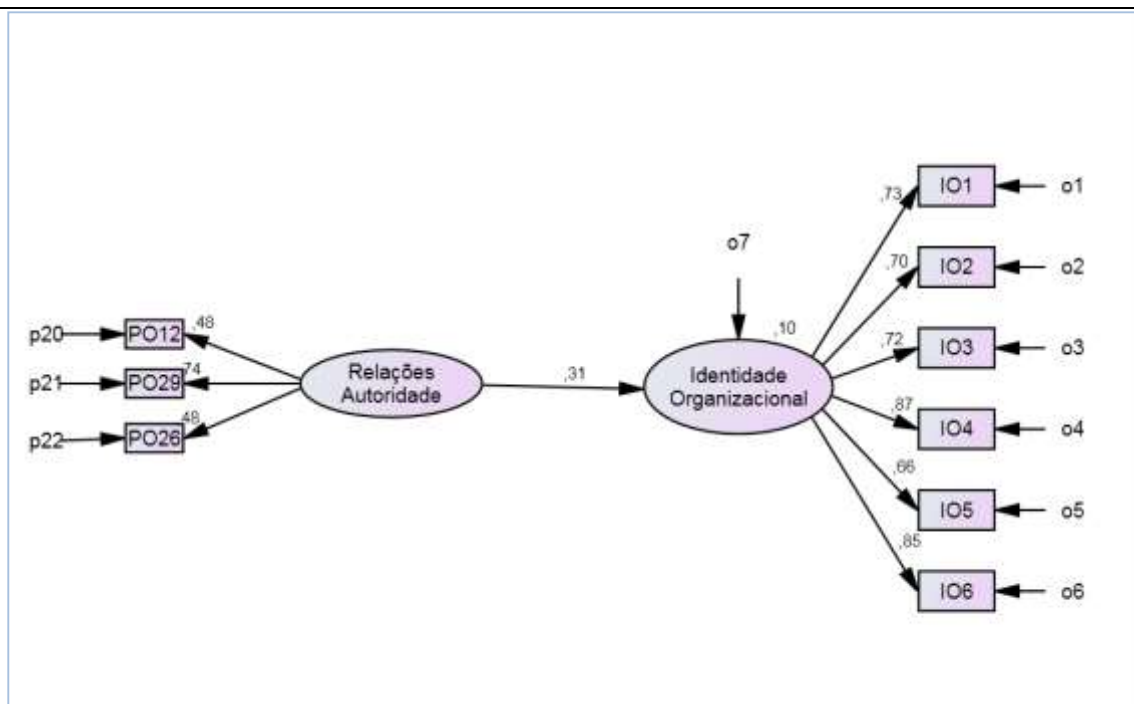 IO1
o1
,73
o7
IO2
o2
,70
p20
PO12
,48
,10
IO3
o3
,72
p21
PO29
,74
Relações
Autoridade
,31
Identidade
Organizacional
p22
PO26
,48
IO4
o4
,87
IO5
o5
,66
IO6
o6
,85